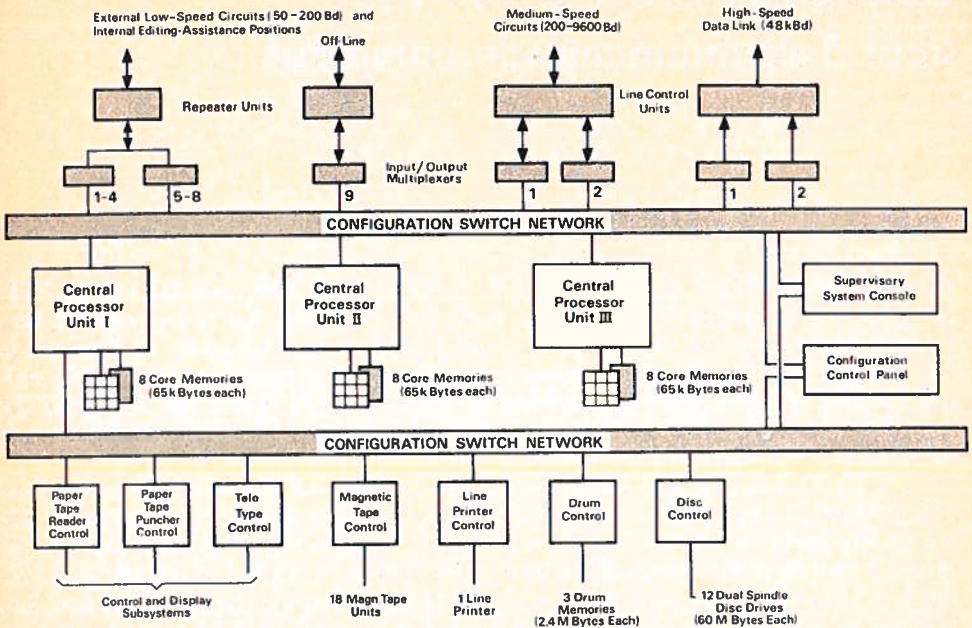 External Low-Speed Circuits (50-200 Bd) and
Internal Editing-Assistance Positions
Off-Line
Medium-Speed
Circuits (200-9600 Bd)
High-Speed
Data Link (48kBd)
Repeater Units
Line Control
Units
Input/Output
Multiplexers
1-4
5-8
9
1
2
1
2
CONFIGURATION SWITCH NETWORK
Central
Processor
Unit I
Central
Processor
Unit II
Central
Processor
Unit III
Supervisory
System Console
Configuration
Control Panel
8 Core Memories
(65k Bytes each)
8 Core Memories
(65k Bytes each)
8 Core Memories
(65k Bytes each)
CONFIGURATION SWITCH NETWORK
Paper
Tape
Reader
Control
Paper
Tape
Puncher
Control
Tele
Type
Control
Magnetic
Tape
Control
Line
Printer
Control
Drum
Control
Disc
Control
Control and Display
Subsystems
18 Magn Tape
Units
1 Line
Printer
3 Drum
Memories
(2,4 M Bytes Each)
12 Dual Spindle
Disc Drives
(60 M Bytes Each)